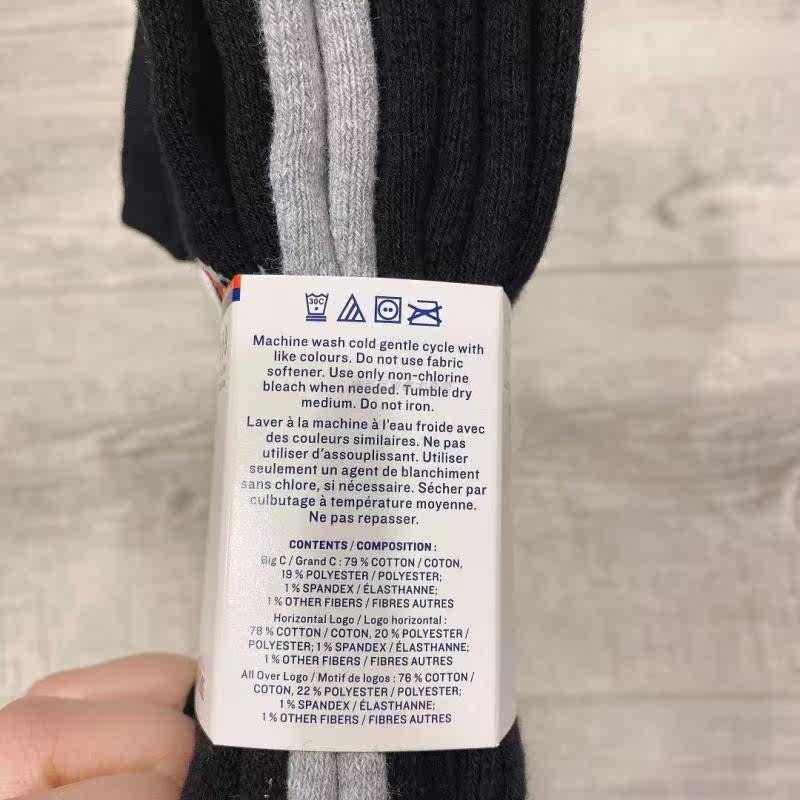 30C
Machine wash cold gentle cycle with
like colours. Do not use fabric
softener. Use only non-chlorine
bleach when needed. Tumble dry
medium. Do not iron.
Laver à la machine à l'eau froide avec
des couleurs similaires. Ne pas
utiliser d'assouplissant. Utiliser
seulement un agent de blanchiment
sans chlore, si nécessaire. Sécher par
culbutage à température moyenne.
Ne pas repasser.
CONTENTS / COMPOSITION :
Big C / Grand C : 79 % COTTON / COTON,
19 % POLYESTER / POLYESTER;
1 % SPANDEX / ÉLASTHANNE;
1 % OTHER FIBERS / FIBRES AUTRES
Horizontal Logo / Logo horizontal :
78 % COTTON / COTON, 20 % POLYESTER /
POLYESTER; 1 % SPANDEX / ÉLASTHANNE;
1 % OTHER FIBERS / FIBRES AUTRES
All Over Logo / Motif de logos : 76 % COTTON /
COTON, 22 % POLYESTER / POLYESTER;
1 % SPANDEX / ÉLASTHANNE;
1 % OTHER FIBERS / FIBRES AUTRES